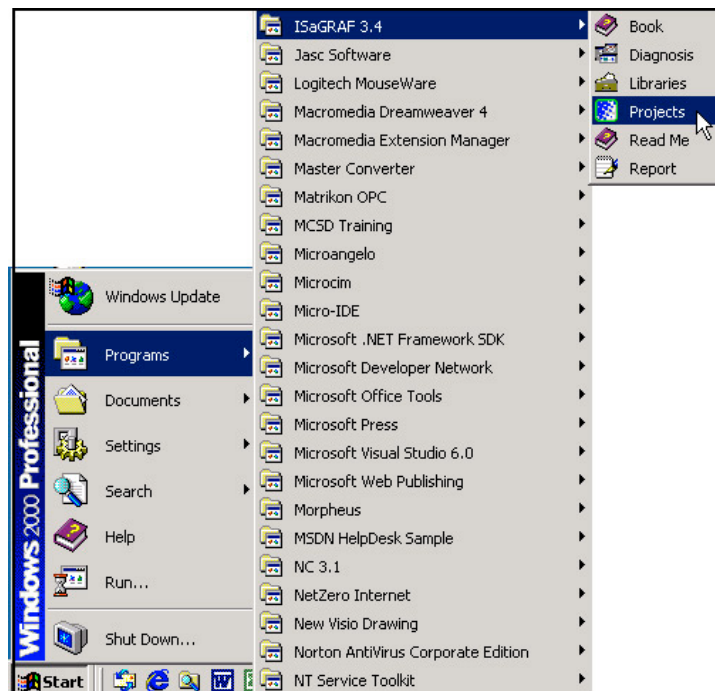 ISaGRAF 3.4
Jasc Software
Logitech MouseWare
Macromedia Dreamweaver 4
Macromedia Extension Manager
Master Converter
Matrikon OPC
MCSD Training
Microangelo
Microcim
Micro-IDE
Microsoft .NET Framework SDK
Microsoft Developer Network
Microsoft Office Tools
Microsoft Press
Microsoft Visual Studio 6.0
Microsoft Web Publishing
Morpheus
MSDN HelpDesk Sample
NC 3.1
NetZero Internet
New Visio Drawing
Norton AntiVirus Corporate Edition
NT Service Toolkit
Book
Diagnosis
Libraries
Projects
Read Me
Report
Windows Update
Programs
Documents
Settings
Search
Help
Run...
Shut Down...
Windows 2000 Professional
Start